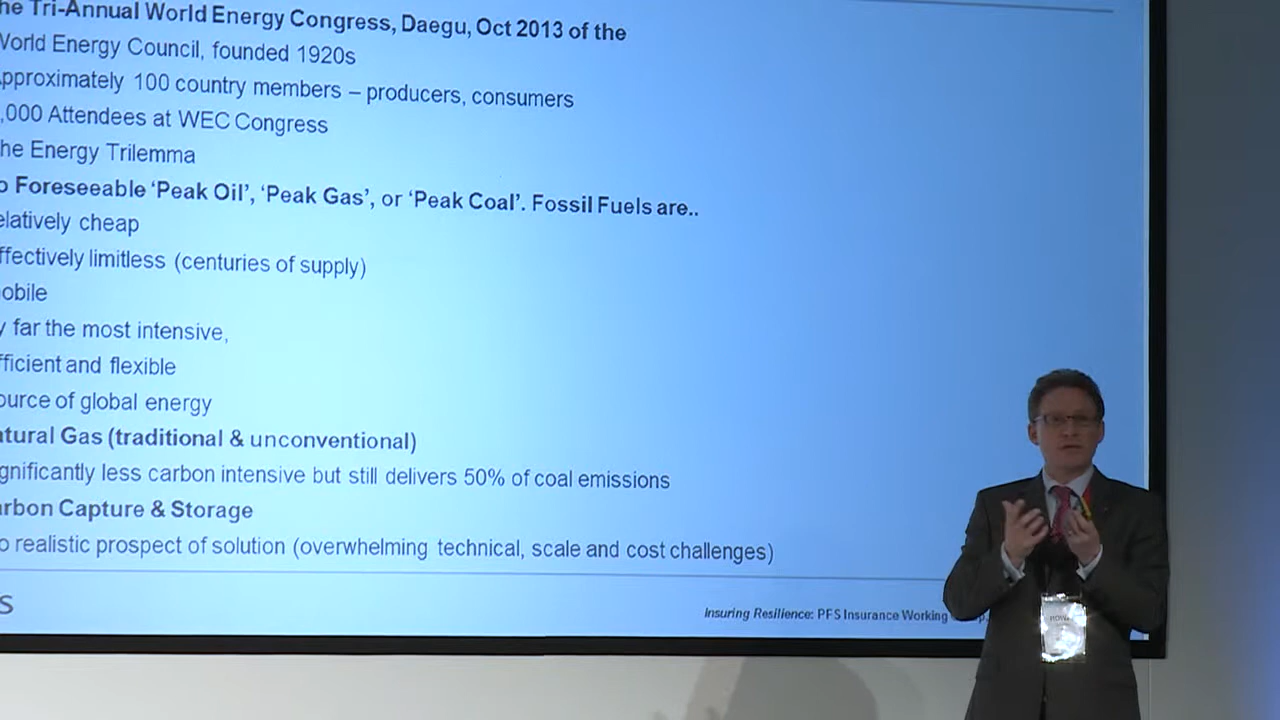 he Tri-Annual World Energy Congress, Daegu, Oct 2013 of the
World Energy Council, founded 1920s
pproximately 100 country members – producers, consumers
,000 Attendees at WEC Congress
he Energy Trilemma
o Foreseeable ‘Peak Oil’, ‘Peak Gas’, or ‘Peak Coal’. Fossil Fuels are..
elatively cheap
ffectively limitless (centuries of supply)
obile
y far the most intensive,
fficient and flexible
ource of global energy
atural Gas (traditional & unconventional)
gnificantly less carbon intensive but still delivers 50% of coal emissions
arbon Capture & Storage
o realistic prospect of solution (overwhelming technical, scale and cost challenges)
S
Insuring Resilience: PFS Insurance Working